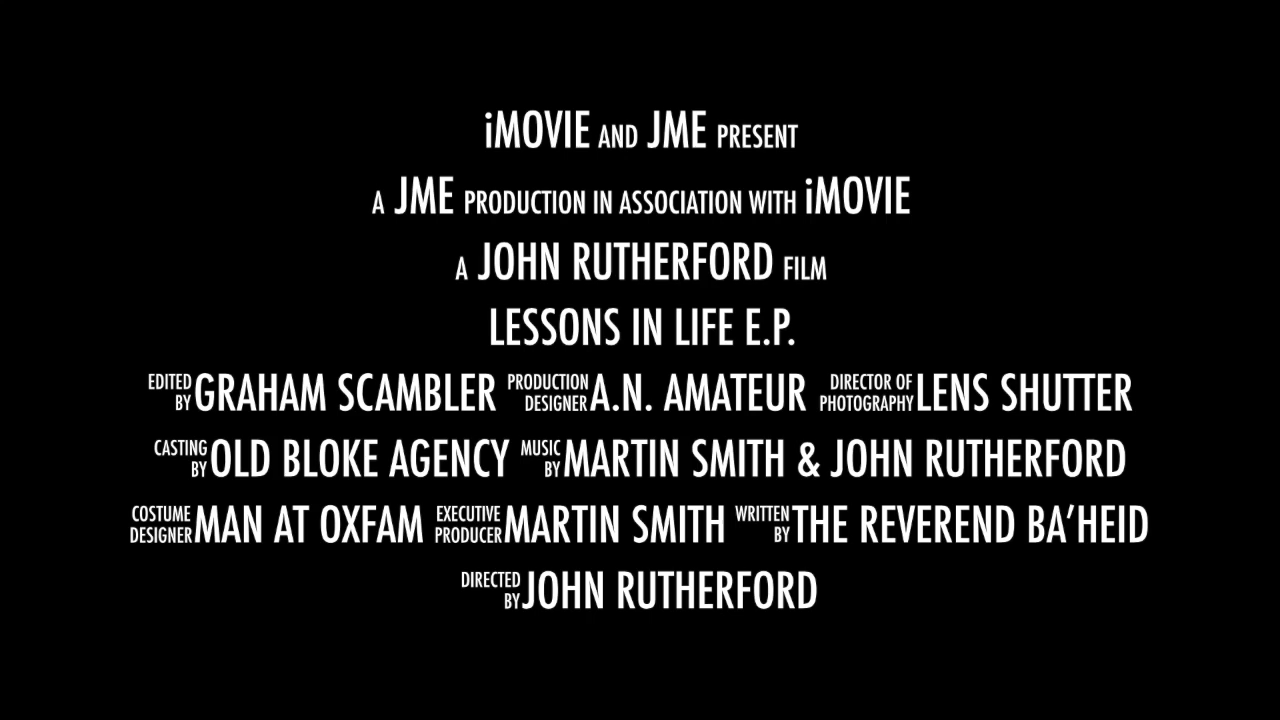 iMOVIE AND JME PRESENT
A JME PRODUCTION IN ASSOCIATION WITH iMOVIE
A JOHN RUTHERFORD FILM
LESSONS IN LIFE E.P.
EDITED BY GRAHAM SCAMBLER PRODUCTION DESIGNER A.N. AMATEUR DIRECTOR OF PHOTOGRAPHY LENS SHUTTER
CASTING BY OLD BLOKE AGENCY MUSIC BY MARTIN SMITH & JOHN RUTHERFORD
COSTUME DESIGNER MAN AT OXFAM EXECUTIVE PRODUCER MARTIN SMITH WRITTEN BY THE REVEREND BA'HEID
DIRECTED BY JOHN RUTHERFORD